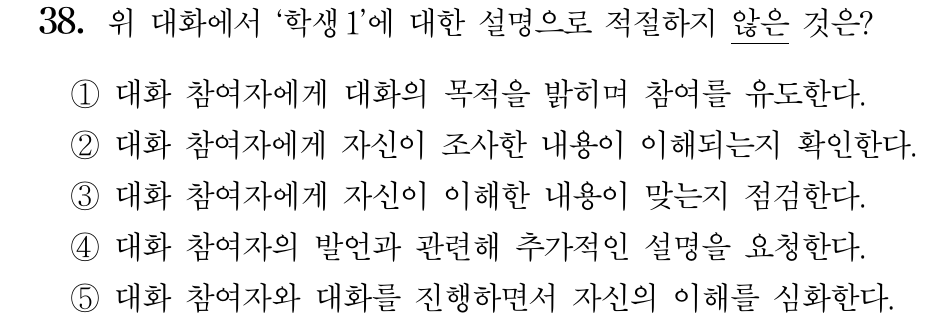 38. 위 대화에서 ‘학생 1’에 대한 설명으로 적절하지 않은 것은?
① 대화 참여자에게 대화의 목적을 밝히며 참여를 유도한다.
② 대화 참여자에게 자신이 조사한 내용이 이해되는지 확인한다.
③ 대화 참여자에게 자신이 이해한 내용이 맞는지 점검한다.
④ 대화 참여자의 발언과 관련해 추가적인 설명을 요청한다.
⑤ 대화 참여자와 대화를 진행하면서 자신의 이해를 심화한다.